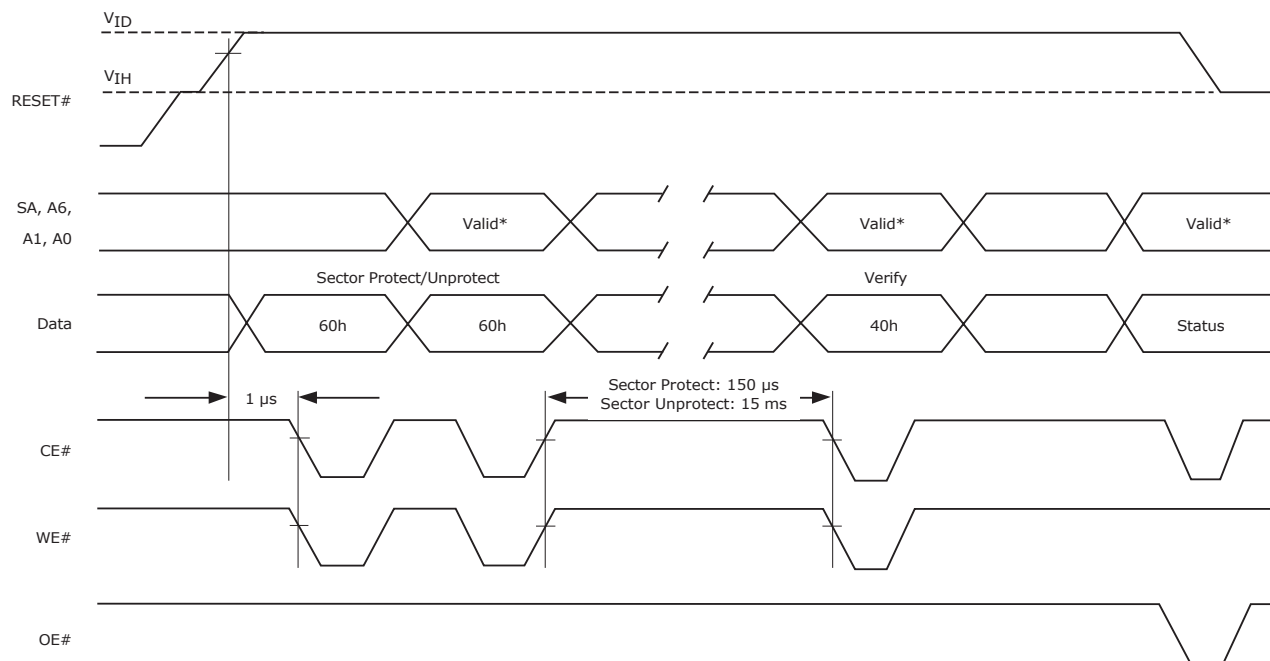 VID
VIH
RESET#
SA, A6,
A1, A0
Valid*
Valid*
Valid*
Sector Protect/Unprotect
Verify
Data
60h
60h
40h
Status
1 µs
Sector Protect: 150 µs
Sector Unprotect: 15 ms
CE#
WE#
OE#